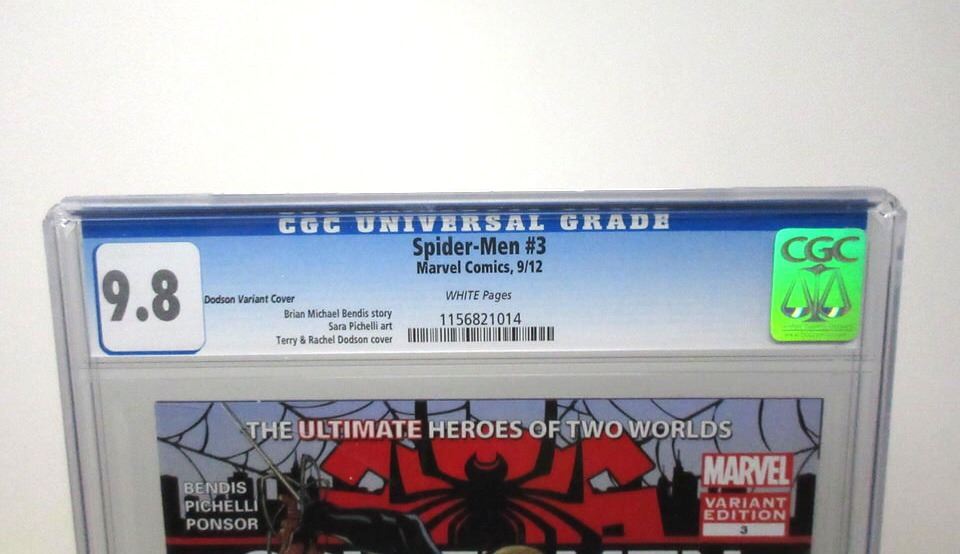 CGC UNIVERSAL GRADE
Spider-Men #3
Marvel Comics, 9/12
9.8
WHITE Pages
Dodson Variant Cover
Brian Michael Bendis story
Sara Pichelli art
Terry & Rachel Dodson cover
1156821014
CGC
THE ULTIMATE HEROES OF TWO WORLDS
BENDIS
PICHELLI
PONSOR
MARVEL
VARIANT
EDITION
3